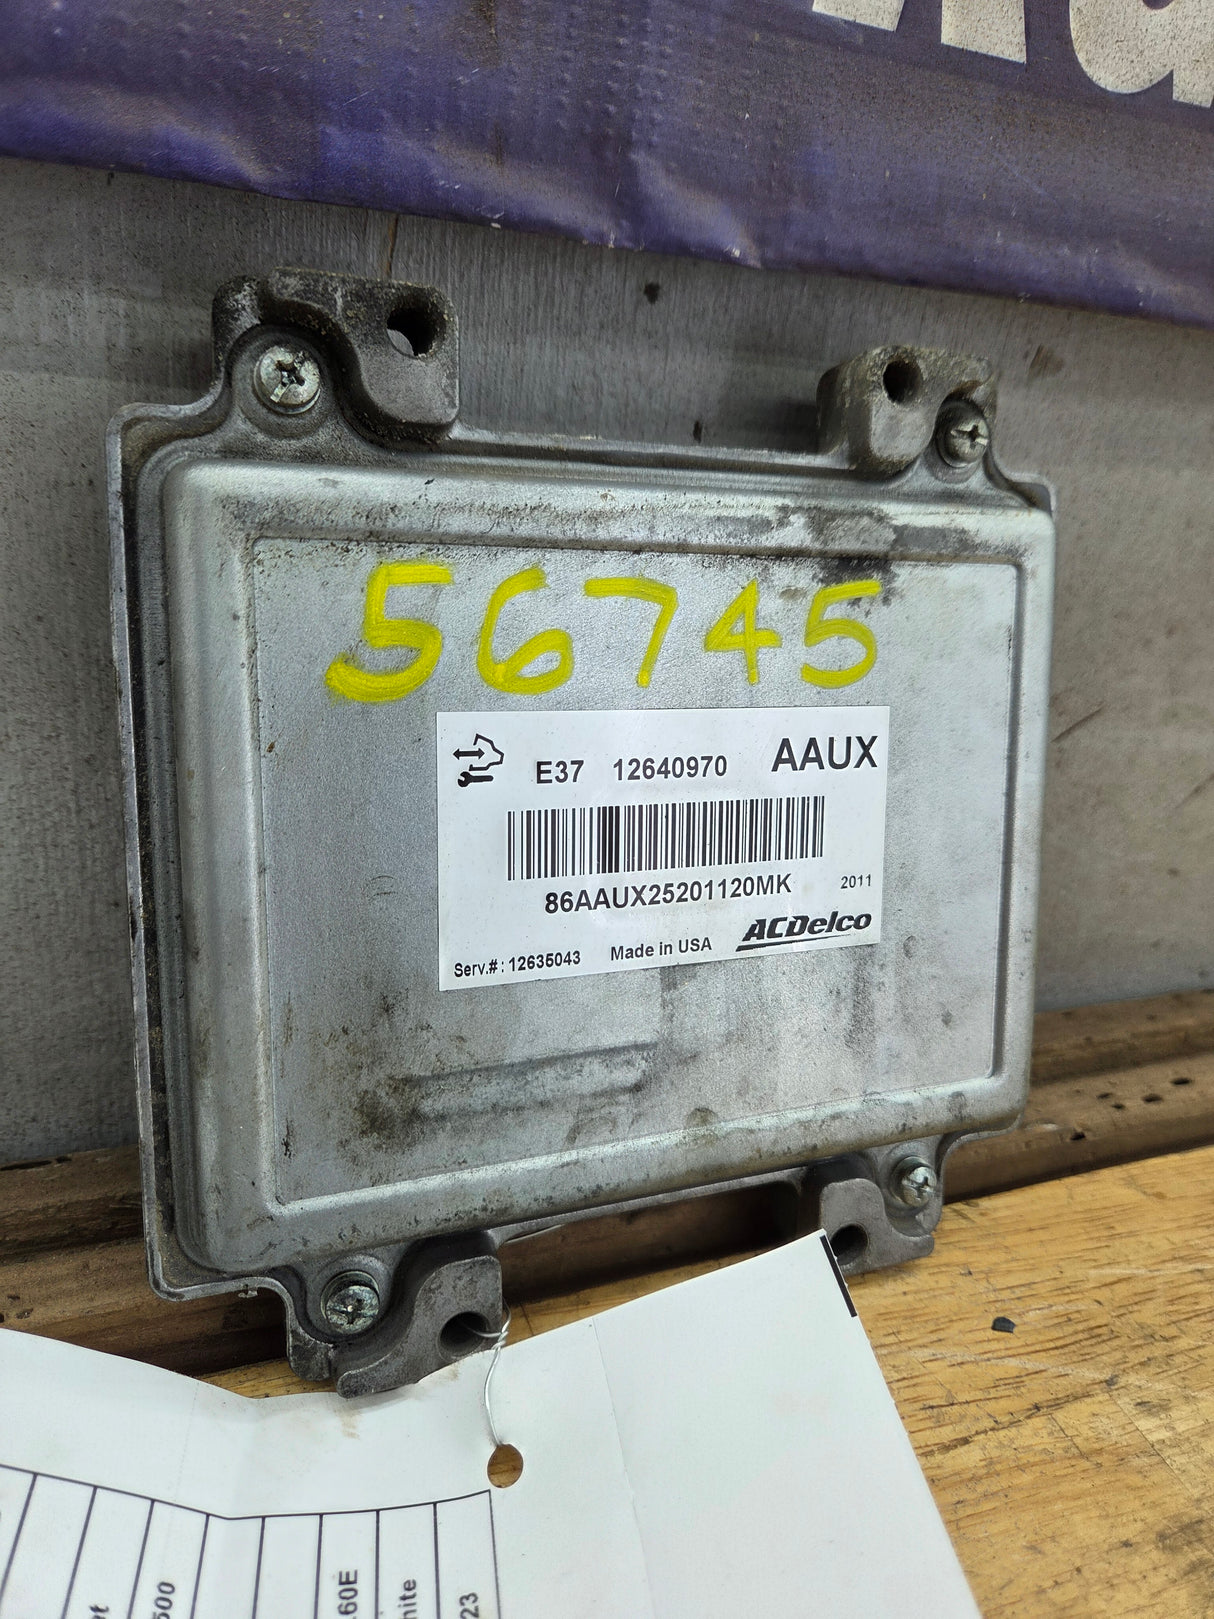 56745
E37 12640970 AAUX
86AAUX25201120MK 2011
ACDelco
Serv.#: 12635043 Made in USA